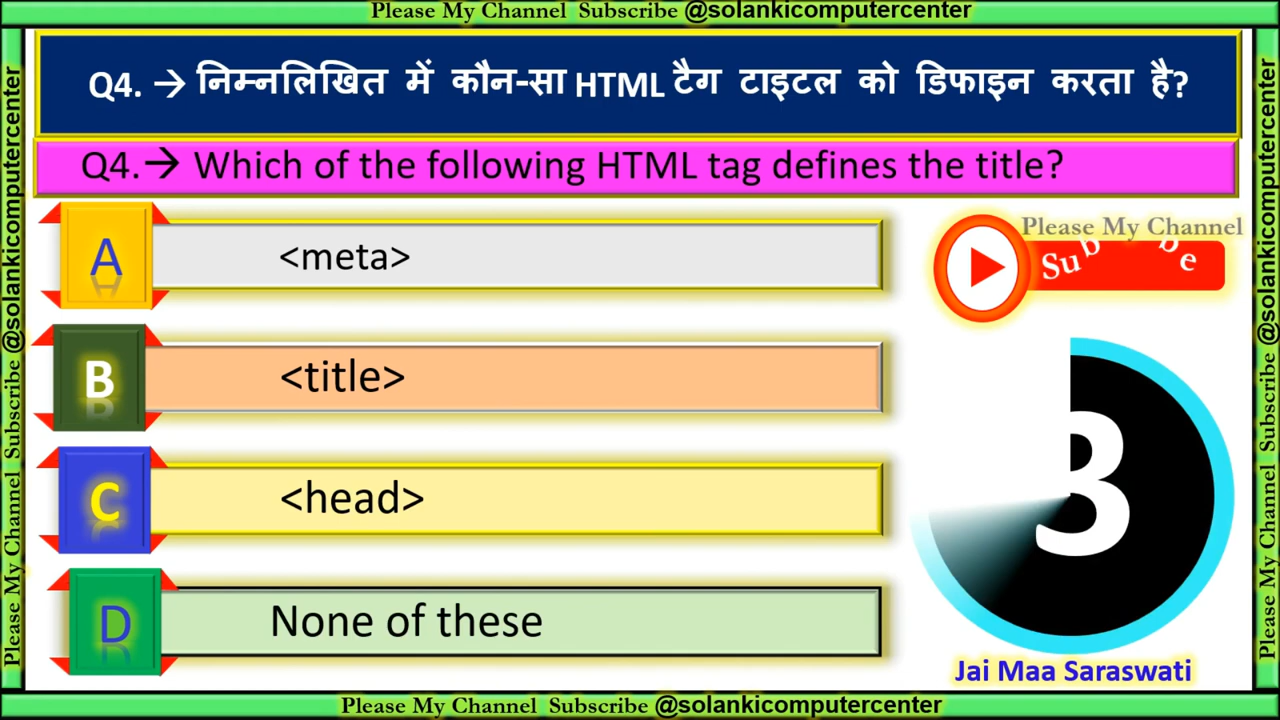 Please My Channel Subscribe @solankicomputercenter
Q4. → निम्नलिखित में कौन-सा HTML टैग टाइटल को डिफाइन करता है?
Q4.→ Which of the following HTML tag defines the title?
A <meta>
B <title>
C <head>
D None of these
Please My Channel
Su b b e
3
Jai Maa Saraswati
Please My Channel Subscribe @solankicomputercenter
Please My Channel Subscribe @solankicomputercenter
Please My Channel Subscribe @solankicomputercenter